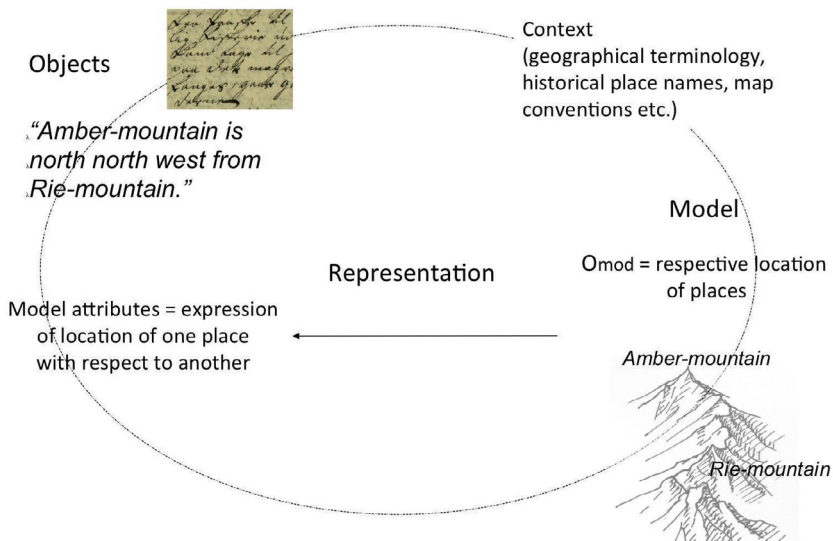 Objects
“Amber-mountain is
north north west from
Rie-mountain.”
Context
(geographical terminology,
historical place names, map
conventions etc.)
Model
Omod = respective location
of places
Representation
Model attributes = expression
of location of one place
with respect to another
Amber-mountain
Rie-mountain